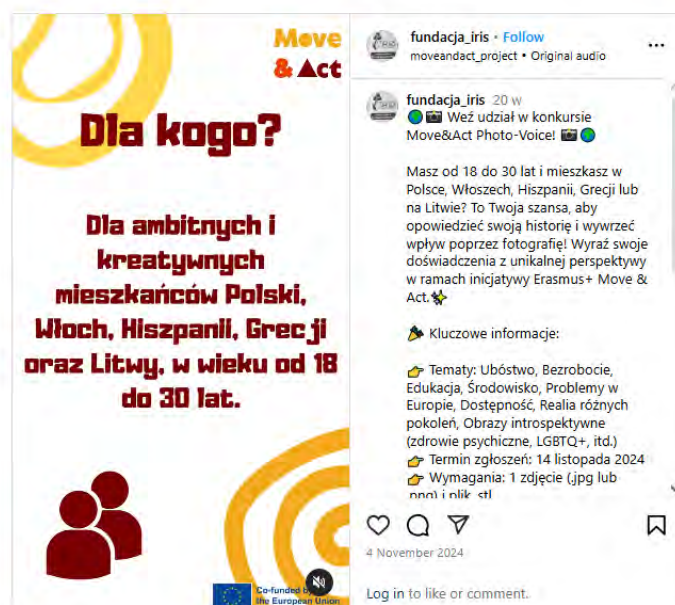 Move
& Act
Dla kogo?
Dla ambitnych i
kreatywnych
mieszkańców Polski,
Włoch, Hiszpanii, Grecji
oraz Litwy, w wieku od 18
do 30 lat.
Co-funded by
the European Union
fundacja_iris • Follow
moveandact_project • Original audio
fundacja_iris 20 w
🌍📷 Weź udział w konkursie
Move&Act Photo-Voice! 📷🌍
Masz od 18 do 30 lat i mieszkasz w
Polsce, Włoszech, Hiszpanii, Grecji lub
na Litwie? To Twoja szansa, aby
opowiedzieć swoją historię i wywrzeć
wpływ poprzez fotografię! Wyraź swoje
doświadczenia z unikalnej perspektywy
w ramach inicjatywy Erasmus+ Move &
Act.✨
🎉 Kluczowe informacje:
👉 Tematy: Ubóstwo, Bezrobocie,
Edukacja, Środowisko, Problemy w
Europie, Dostępność, Realia różnych
pokoleń, Obrazy introspektywne
(zdrowie psychiczne, LGBTQ+, itd.)
👉 Termin zgłoszeń: 14 listopada 2024
👉 Wymagania: 1 zdjęcie (.jpg lub
.png) i plik .stl
4 November 2024
Log in to like or comment.